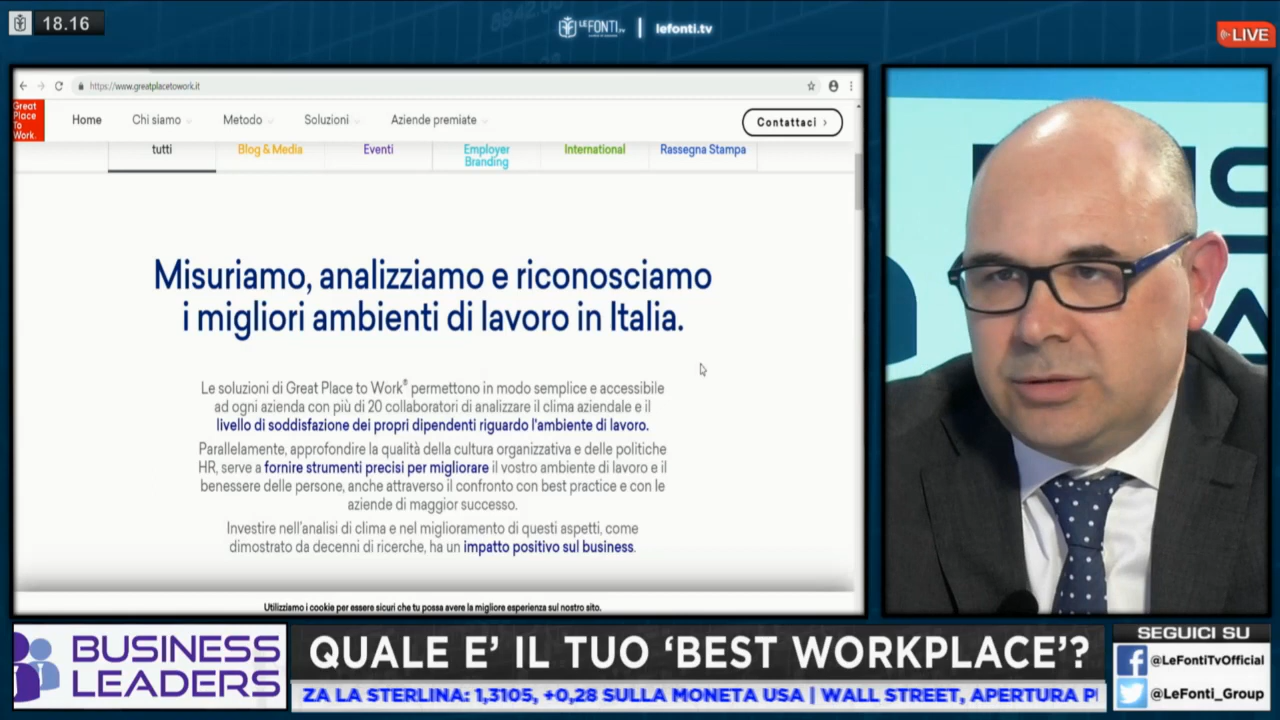 18.16
LE FONTI TV
lefonti.tv
LIVE
https://www.greatplacetowork.it
Great
Place
To
Work.
Home
Chi siamo
Metodo
Soluzioni
Aziende premiate
Contattaci ›
tutti
Blog & Media
Eventi
Employer
Branding
International
Rassegna Stampa
Misuriamo, analizziamo e riconosciamo
i migliori ambienti di lavoro in Italia.
Le soluzioni di Great Place to Work® permettono in modo semplice e accessibile
ad ogni azienda con più di 20 collaboratori di analizzare il clima aziendale e il
livello di soddisfazione dei propri dipendenti riguardo l'ambiente di lavoro.
Parallelamente, approfondire la qualità della cultura organizzativa e delle politiche
HR, serve a fornire strumenti precisi per migliorare il vostro ambiente di lavoro e il
benessere delle persone, anche attraverso il confronto con best practice e con le
aziende di maggior successo.
Investire nell'analisi di clima e nel miglioramento di questi aspetti, come
dimostrato da decenni di ricerche, ha un impatto positivo sul business.
Utilizziamo i cookie per essere sicuri che tu possa avere la migliore esperienza sul nostro sito.
BUSINESS
LEADERS
QUALE E' IL TUO 'BEST WORKPLACE'?
ZA LA STERLINA: 1,3105, +0,28 SULLA MONETA USA | WALL STREET, APERTURA P
SEGUICI SU
@LeFontiTvOfficial
@LeFonti_Group